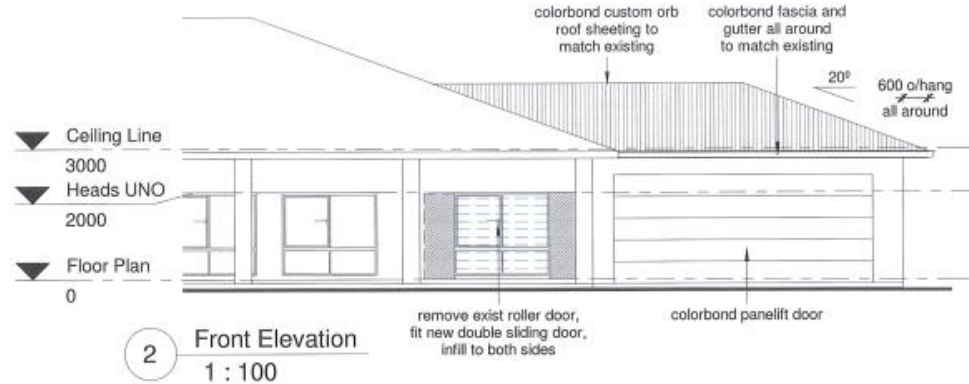 colorbond custom orb
roof sheeting to
match existing
colorbond fascia and
gutter all around
to match existing
20º
600 o/hang
all around
Ceiling Line
3000
Heads UNO
2000
Floor Plan
0
remove exist roller door,
fit new double sliding door,
infill to both sides
colorbond panelift door
2
Front Elevation
1 : 100